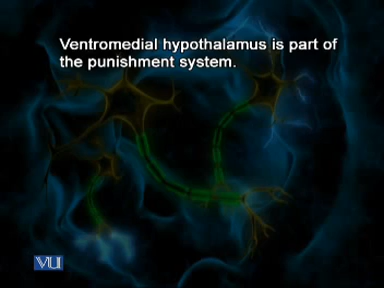 Ventromedial hypothalamus is part of
the punishment system.
VU